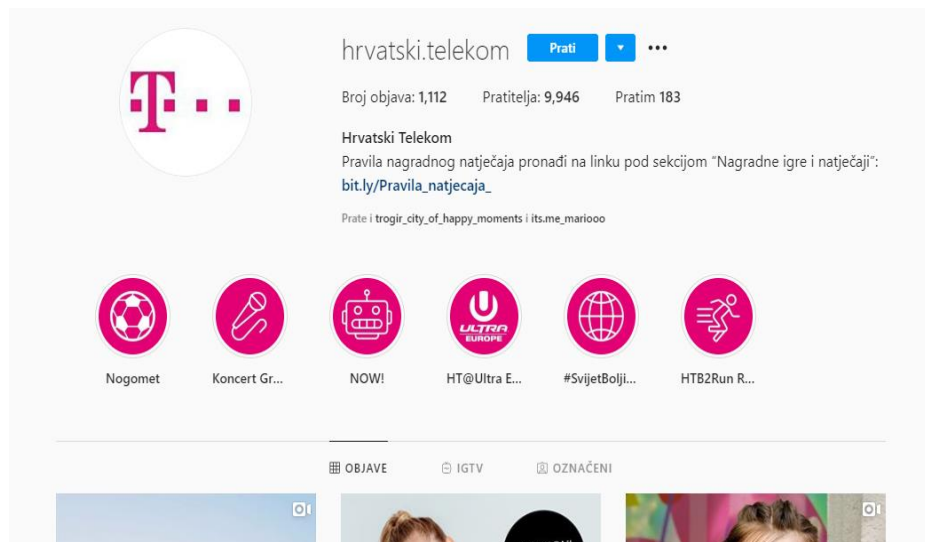 hrvatski.telekom Prati
Broj objava: 1,112 Pratitelja: 9,946 Pratim 183
Hrvatski Telekom
Pravila nagradnog natječaja pronađi na linku pod sekcijom "Nagradne igre i natječaji":
bit.ly/Pravila_natjecaja_
Prate i trogir_city_of_happy_moments i its.me_mariooo
T
U
ULTRA
EUROPE
Nogomet Koncert Gr... NOW! HT@Ultra E... #SvijetBolji... HTB2Run R...
OBJAVE IGTV OZNAČENI